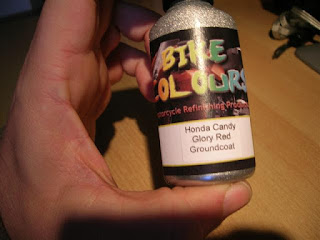 BIKE
COLOURS
Motorcycle Refinishing Products
Honda Candy
Glory Red
Groundcoat